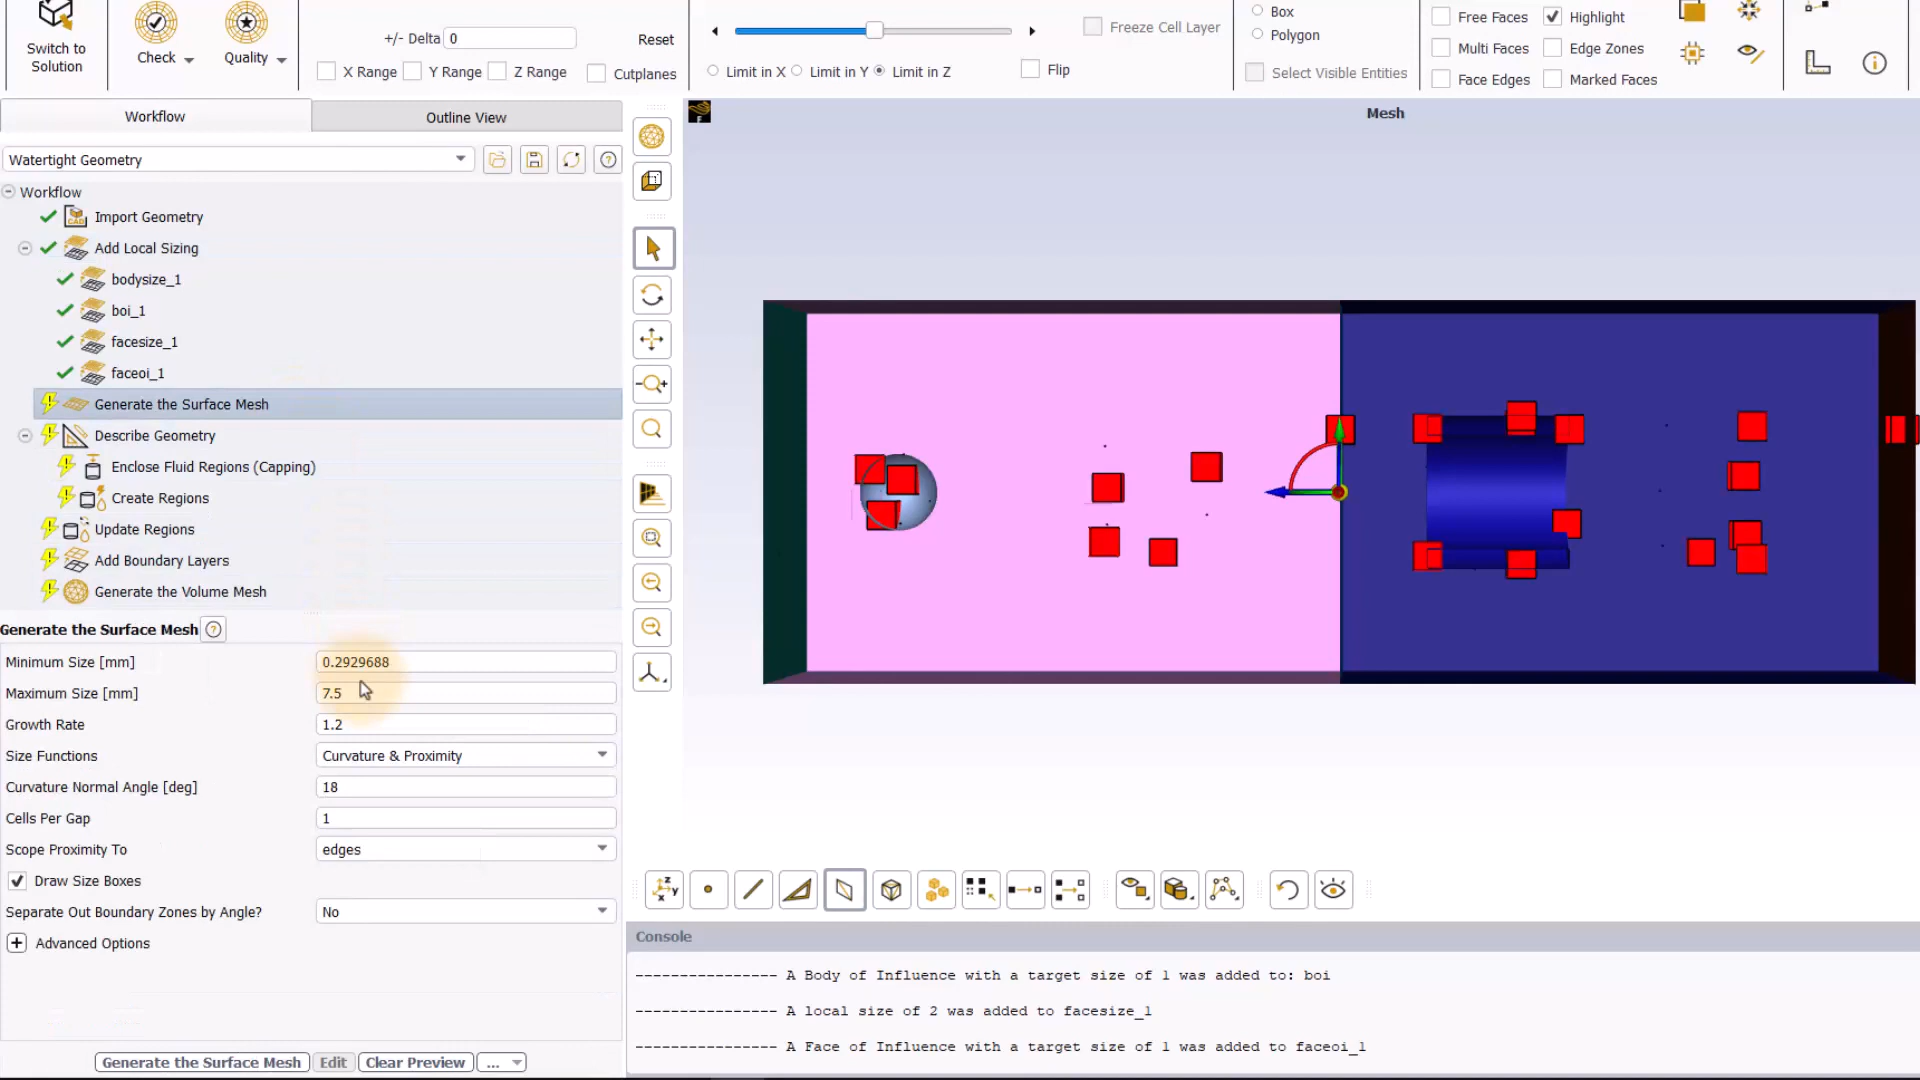 Switch to
Solution
Check
Quality
+/- Delta 0
Reset
X Range
Y Range
Z Range
Cutplanes
Limit in X
Limit in Y
Limit in Z
Freeze Cell Layer
Flip
Box
Polygon
Select Visible Entities
Free Faces
Highlight
Multi Faces
Edge Zones
Face Edges
Marked Faces
Workflow
Outline View
Mesh
Watertight Geometry
Workflow
Import Geometry
Add Local Sizing
bodysize_1
boi_1
facesize_1
faceoi_1
Generate the Surface Mesh
Describe Geometry
Enclose Fluid Regions (Capping)
Create Regions
Update Regions
Add Boundary Layers
Generate the Volume Mesh
Generate the Surface Mesh
Minimum Size [mm] 0.2929688
Maximum Size [mm] 7.5
Growth Rate 1.2
Size Functions Curvature & Proximity
Curvature Normal Angle [deg] 18
Cells Per Gap 1
Scope Proximity To edges
Draw Size Boxes
Separate Out Boundary Zones by Angle? No
Advanced Options
Generate the Surface Mesh
Edit
Clear Preview
...
Console
---------------- A Body of Influence with a target size of 1 was added to: boi
---------------- A local size of 2 was added to facesize_1
---------------- A Face of Influence with a target size of 1 was added to faceoi_1